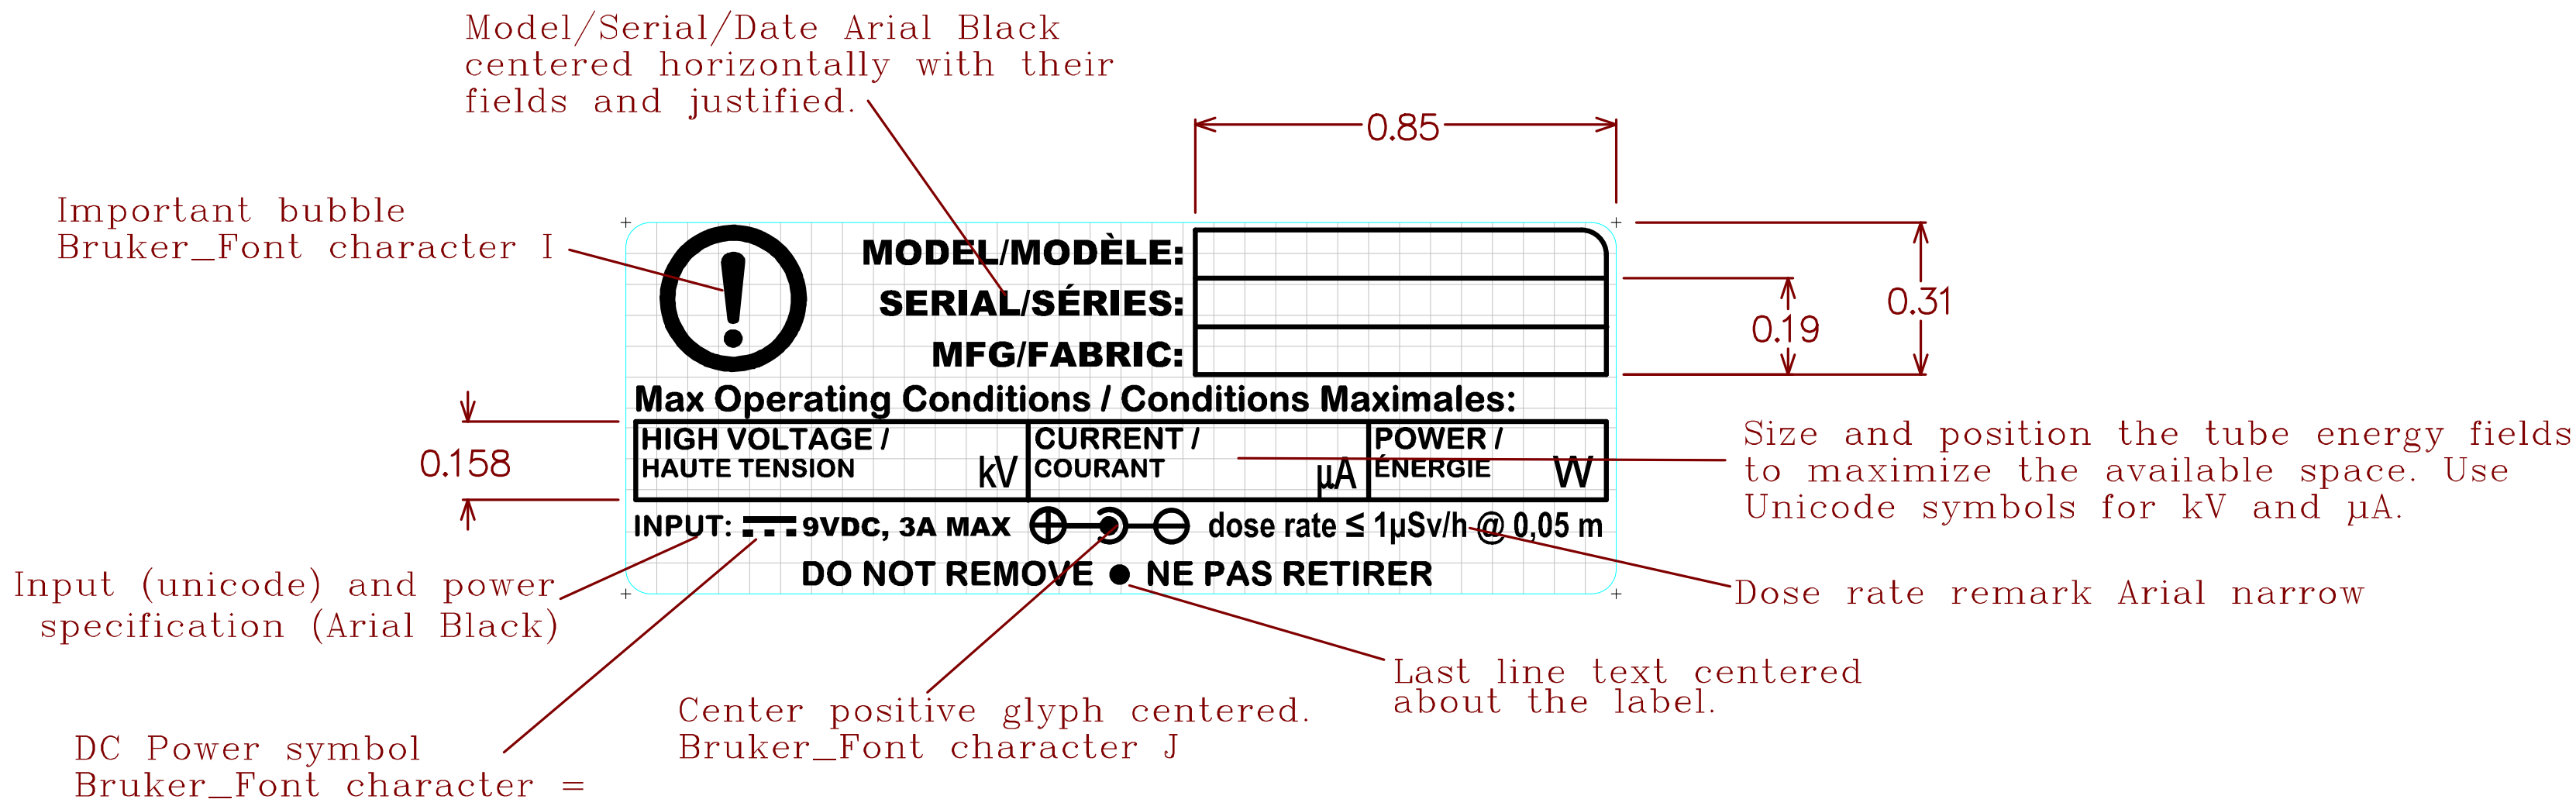 Model/Serial/Date Arial Black
centered horizontally with their
fields and justified.
0.85
Important bubble
Bruker_Font character I
MODEL/MODÈLE:
SERIAL/SÉRIES:
MFG/FABRIC:
0.31
0.19
Max Operating Conditions / Conditions Maximales:
0.158
HIGH VOLTAGE /
HAUTE TENSION
kV
CURRENT /
COURANT
µA
POWER /
ÉNERGIE
W
Size and position the tube energy fields
to maximize the available space. Use
Unicode symbols for kV and µA.
INPUT: 9VDC, 3A MAX
dose rate ≤ 1µSv/h @ 0,05 m
DO NOT REMOVE ● NE PAS RETIRER
Input (unicode) and power
specification (Arial Black)
Dose rate remark Arial narrow
Last line text centered
about the label.
Center positive glyph centered.
Bruker_Font character J
DC Power symbol
Bruker_Font character =